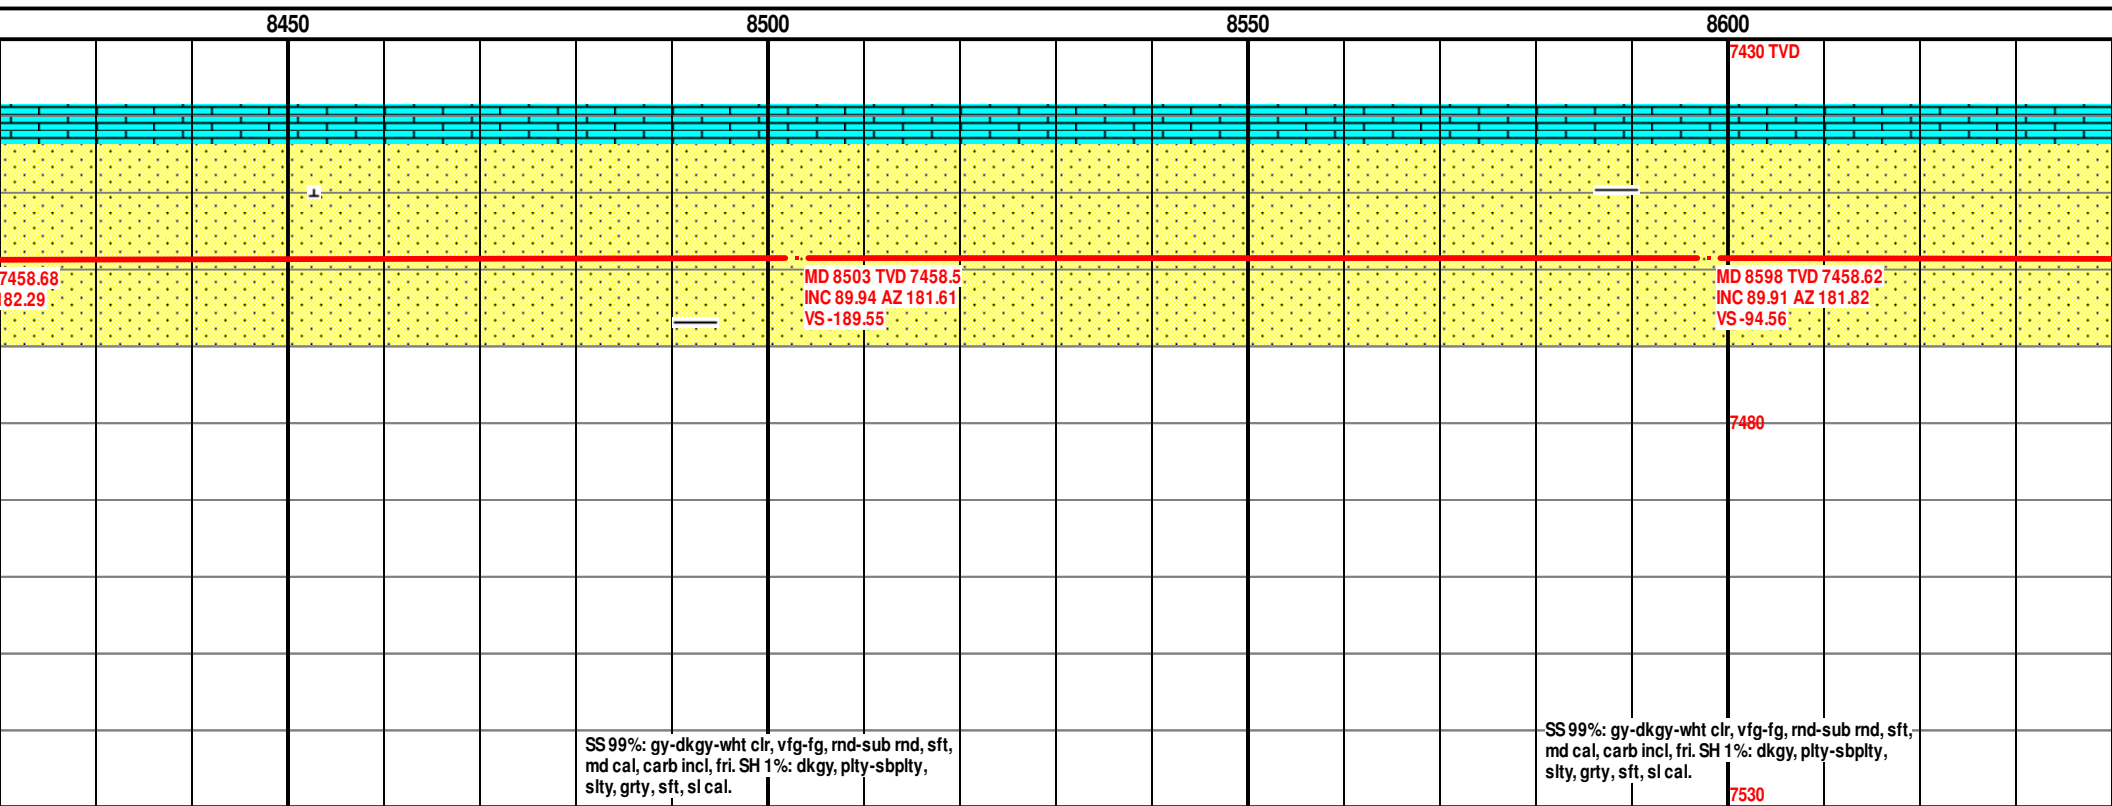 8450 8500 8550 8600
7430 TVD
7458.68
182.29
MD 8503 TVD 7458.5
INC 89.94 AZ 181.61
VS -189.55
MD 8598 TVD 7458.62
INC 89.91 AZ 181.82
VS -94.56
7480
SS 99%: gy-dkgy-wht clr, vfg-fg, rnd-sub rnd, sft,
md cal, carb incl, fri. SH 1%: dkgy, plty-sbplty,
slty, grty, sft, sl cal.
SS 99%: gy-dkgy-wht clr, vfg-fg, rnd-sub rnd, sft,
md cal, carb incl, fri. SH 1%: dkgy, plty-sbplty,
slty, grty, sft, sl cal.
7530